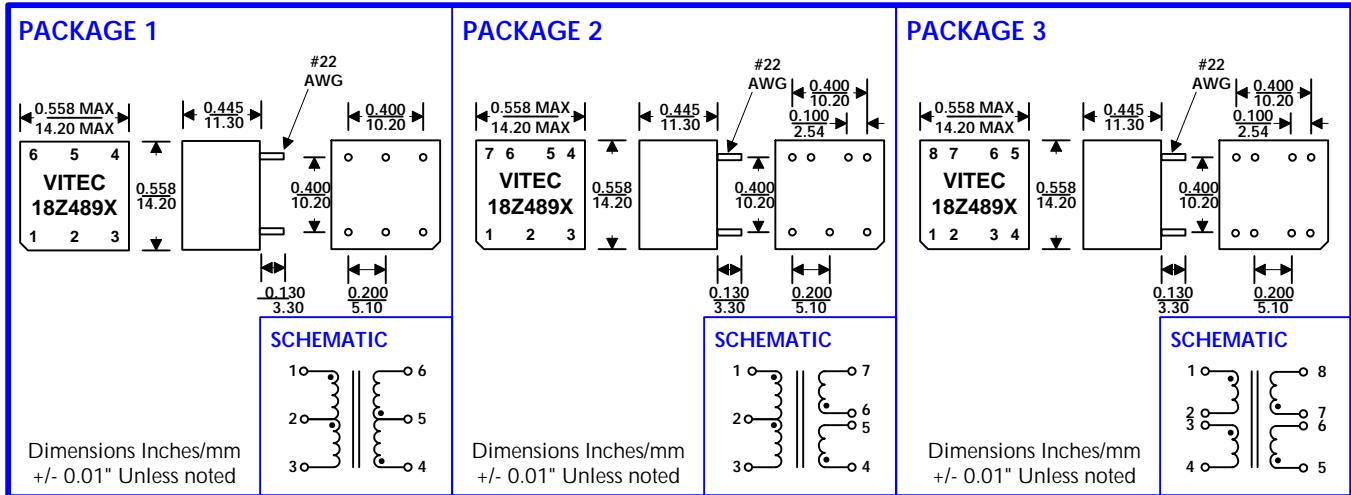 PACKAGE 1
#22
AWG
0.558 MAX
14.20 MAX
0.445
11.30
0.400
10.20
6 5 4
VITEC
18Z489X
1 2 3
0.558
14.20
0.400
10.20
0.130
3.30
0.200
5.10
SCHEMATIC
1 6
2 5
3 4
Dimensions Inches/mm
+/- 0.01" Unless noted
PACKAGE 2
#22
AWG
0.558 MAX
14.20 MAX
0.445
11.30
0.400
10.20
0.100
2.54
7 6 5 4
VITEC
18Z489X
1 2 3
0.558
14.20
0.400
10.20
0.130
3.30
0.200
5.10
SCHEMATIC
1 7
6
2 5
3 4
Dimensions Inches/mm
+/- 0.01" Unless noted
PACKAGE 3
#22
AWG
0.558 MAX
14.20 MAX
0.445
11.30
0.400
10.20
0.100
2.54
8 7 6 5
VITEC
18Z489X
1 2 3 4
0.558
14.20
0.400
10.20
0.130
3.30
0.200
5.10
SCHEMATIC
1 8
2 7
3 6
4 5
Dimensions Inches/mm
+/- 0.01" Unless noted